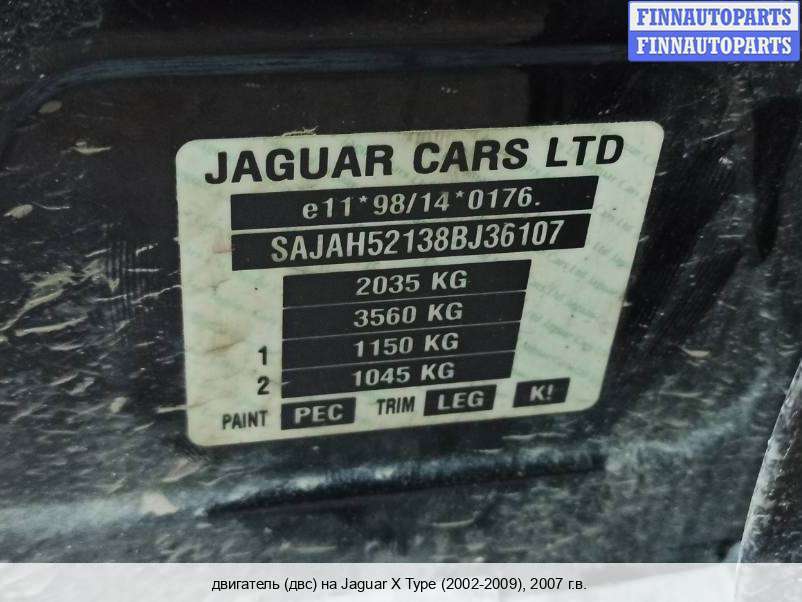 FINNAUTOPARTS
FINNAUTOPARTS
JAGUAR CARS LTD
e11*98/14*0176.
SAJAH52138BJ36107
2035 KG
3560 KG
1 1150 KG
2 1045 KG
PAINT PEC TRIM LEG K!
двигатель (двс) на Jaguar X Type (2002-2009), 2007 г.в.